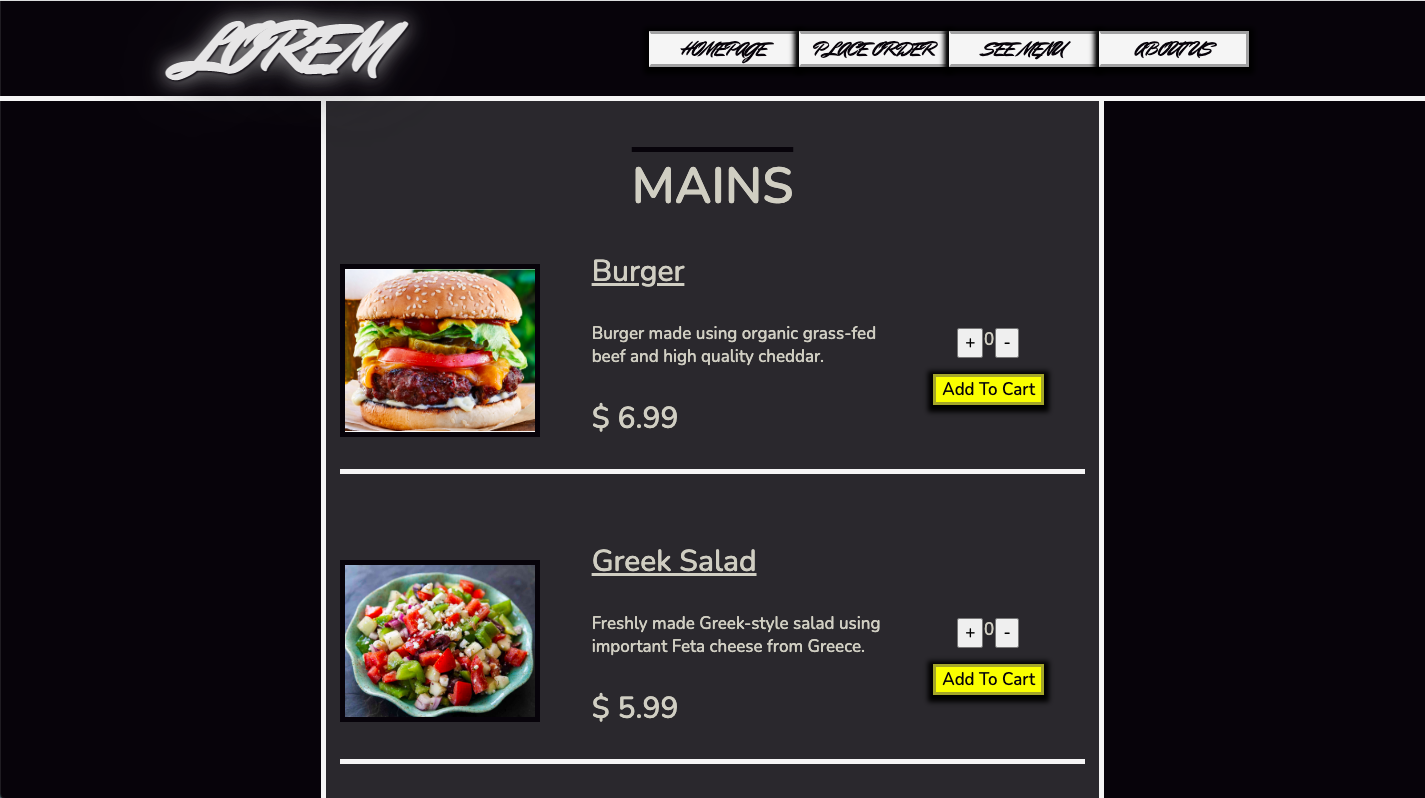 LOREM
HOMEPAGE
PLACE ORDER
SEE MENU
ABOUT US
MAINS
Burger
Burger made using organic grass-fed
beef and high quality cheddar.
+ 0 -
Add To Cart
$ 6.99
Greek Salad
Freshly made Greek-style salad using
important Feta cheese from Greece.
+ 0 -
Add To Cart
$ 5.99